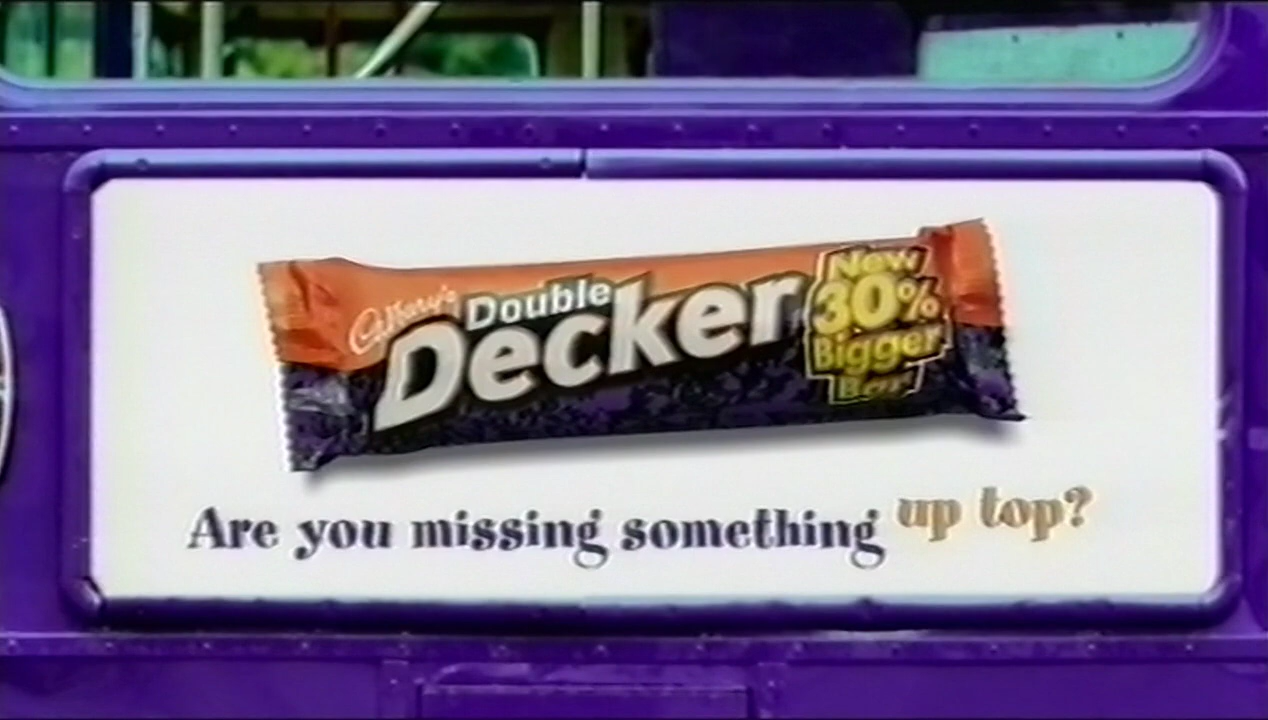 Cadbury's
Double
Decker
New
30%
Bigger
Bar
Are you missing something up top?